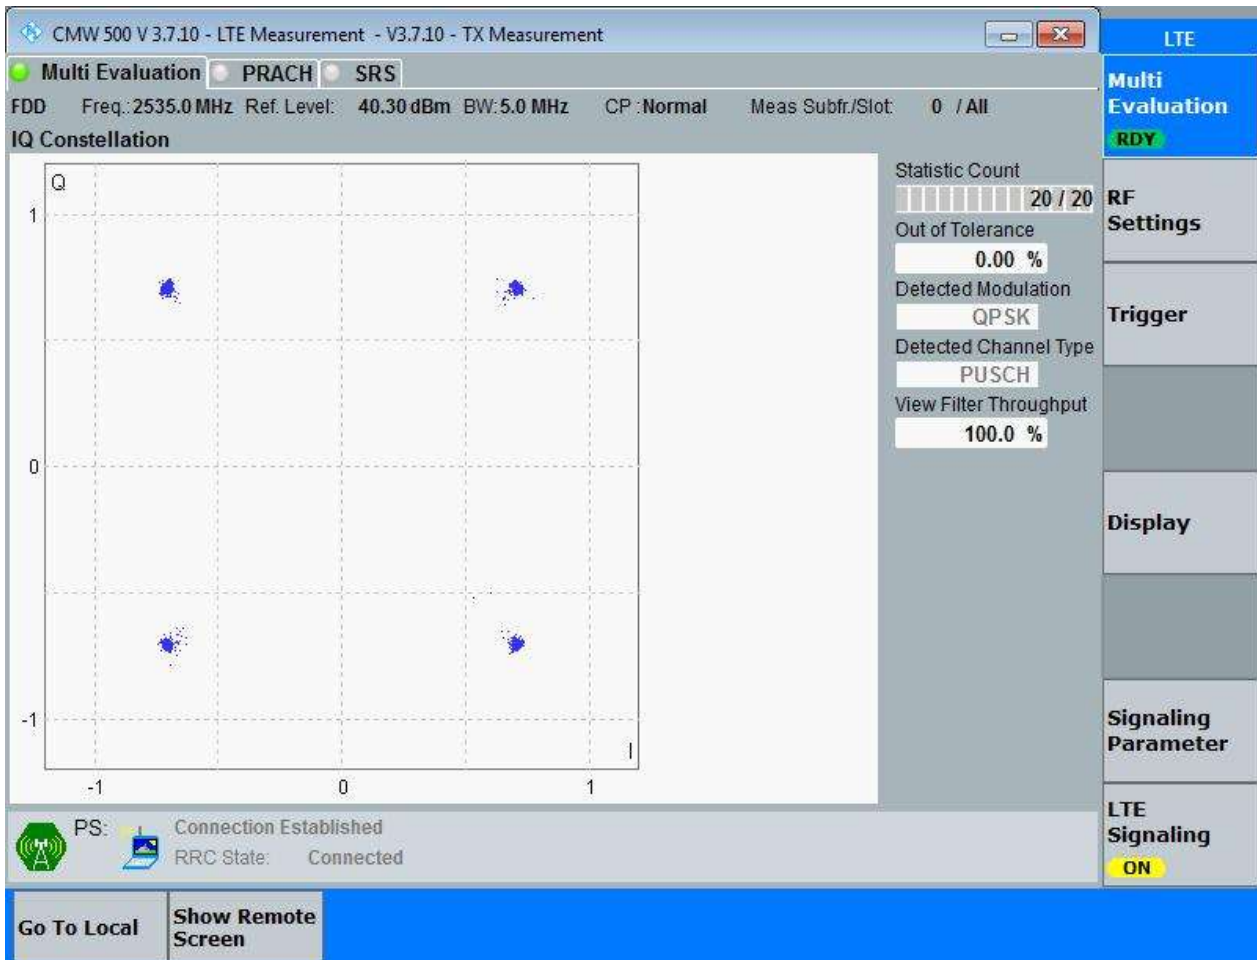 CMW 500 V 3.7.10 - LTE Measurement - V3.7.10 - TX Measurement
LTE
Multi Evaluation PRACH SRS
Multi
Evaluation
RDY
FDD Freq.: 2535.0 MHz Ref. Level: 40.30 dBm BW: 5.0 MHz CP : Normal Meas Subfr./Slot: 0 / All
IQ Constellation
Q
1
0
-1
I
-1 0 1
Statistic Count
20 / 20
Out of Tolerance
0.00 %
Detected Modulation
QPSK
Detected Channel Type
PUSCH
View Filter Throughput
100.0 %
RF
Settings
Trigger
Display
Signaling
Parameter
LTE
Signaling
ON
PS: Connection Established
RRC State: Connected
Go To Local
Show Remote
Screen